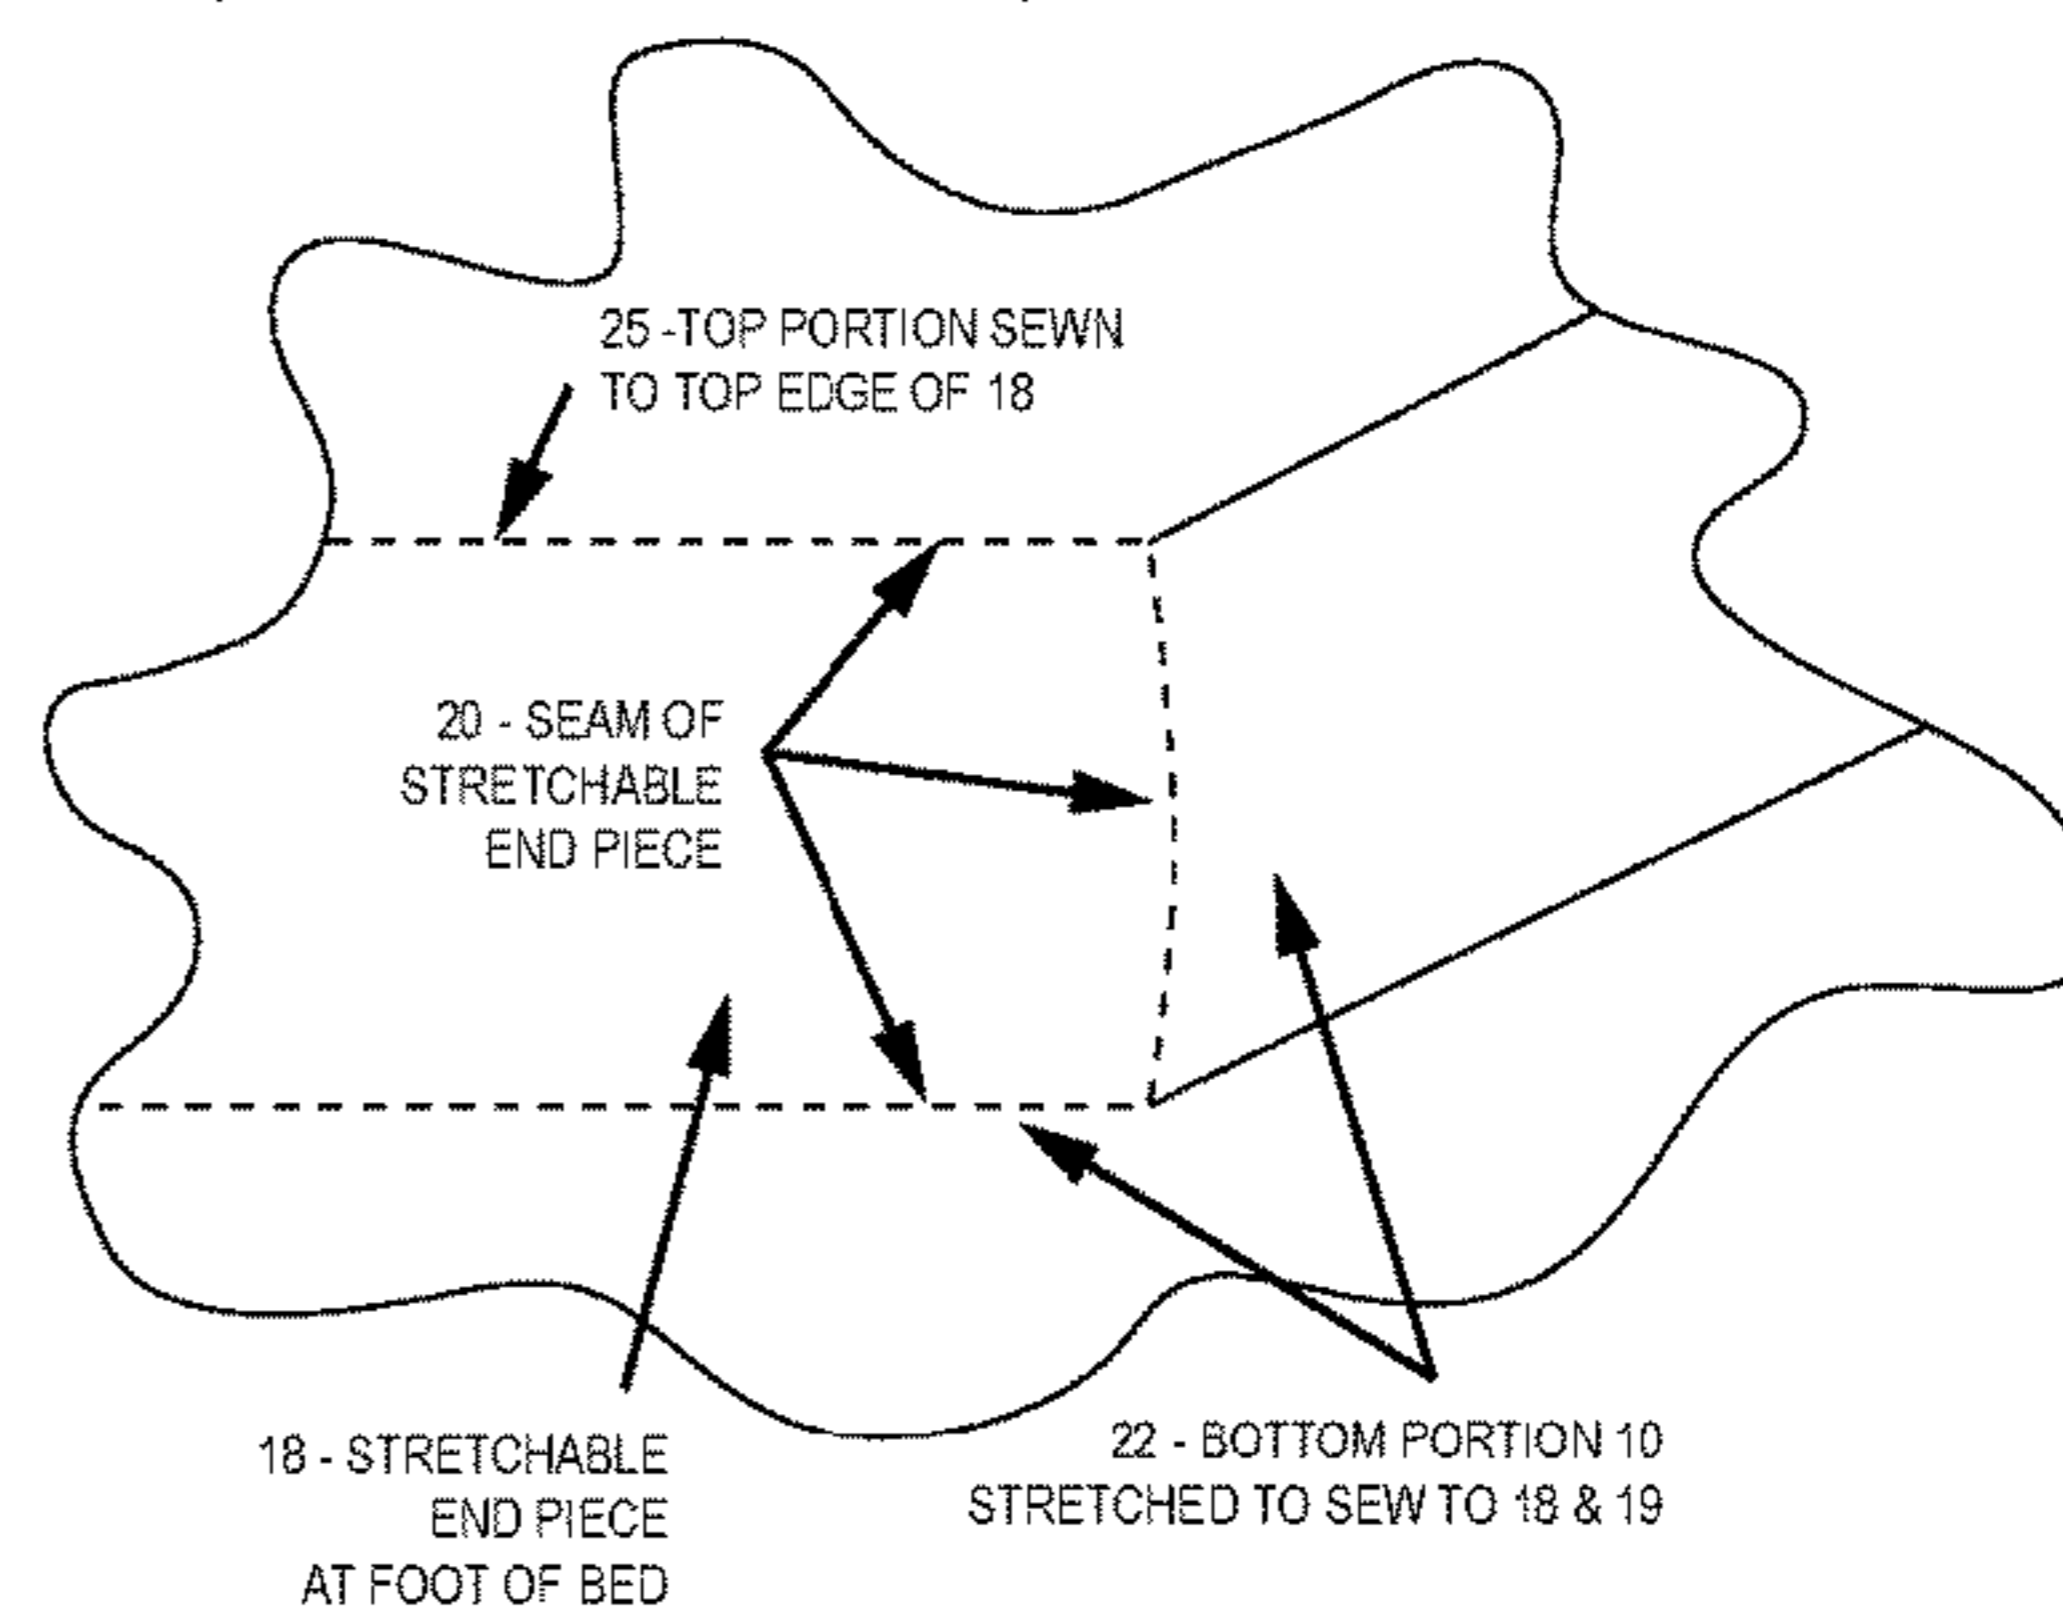 25 -TOP PORTION SEWN
TO TOP EDGE OF 18
20 - SEAM OF
STRETCHABLE
END PIECE
18 - STRETCHABLE
END PIECE
AT FOOT OF BED
22 - BOTTOM PORTION 10
STRETCHED TO SEW TO 18 & 19